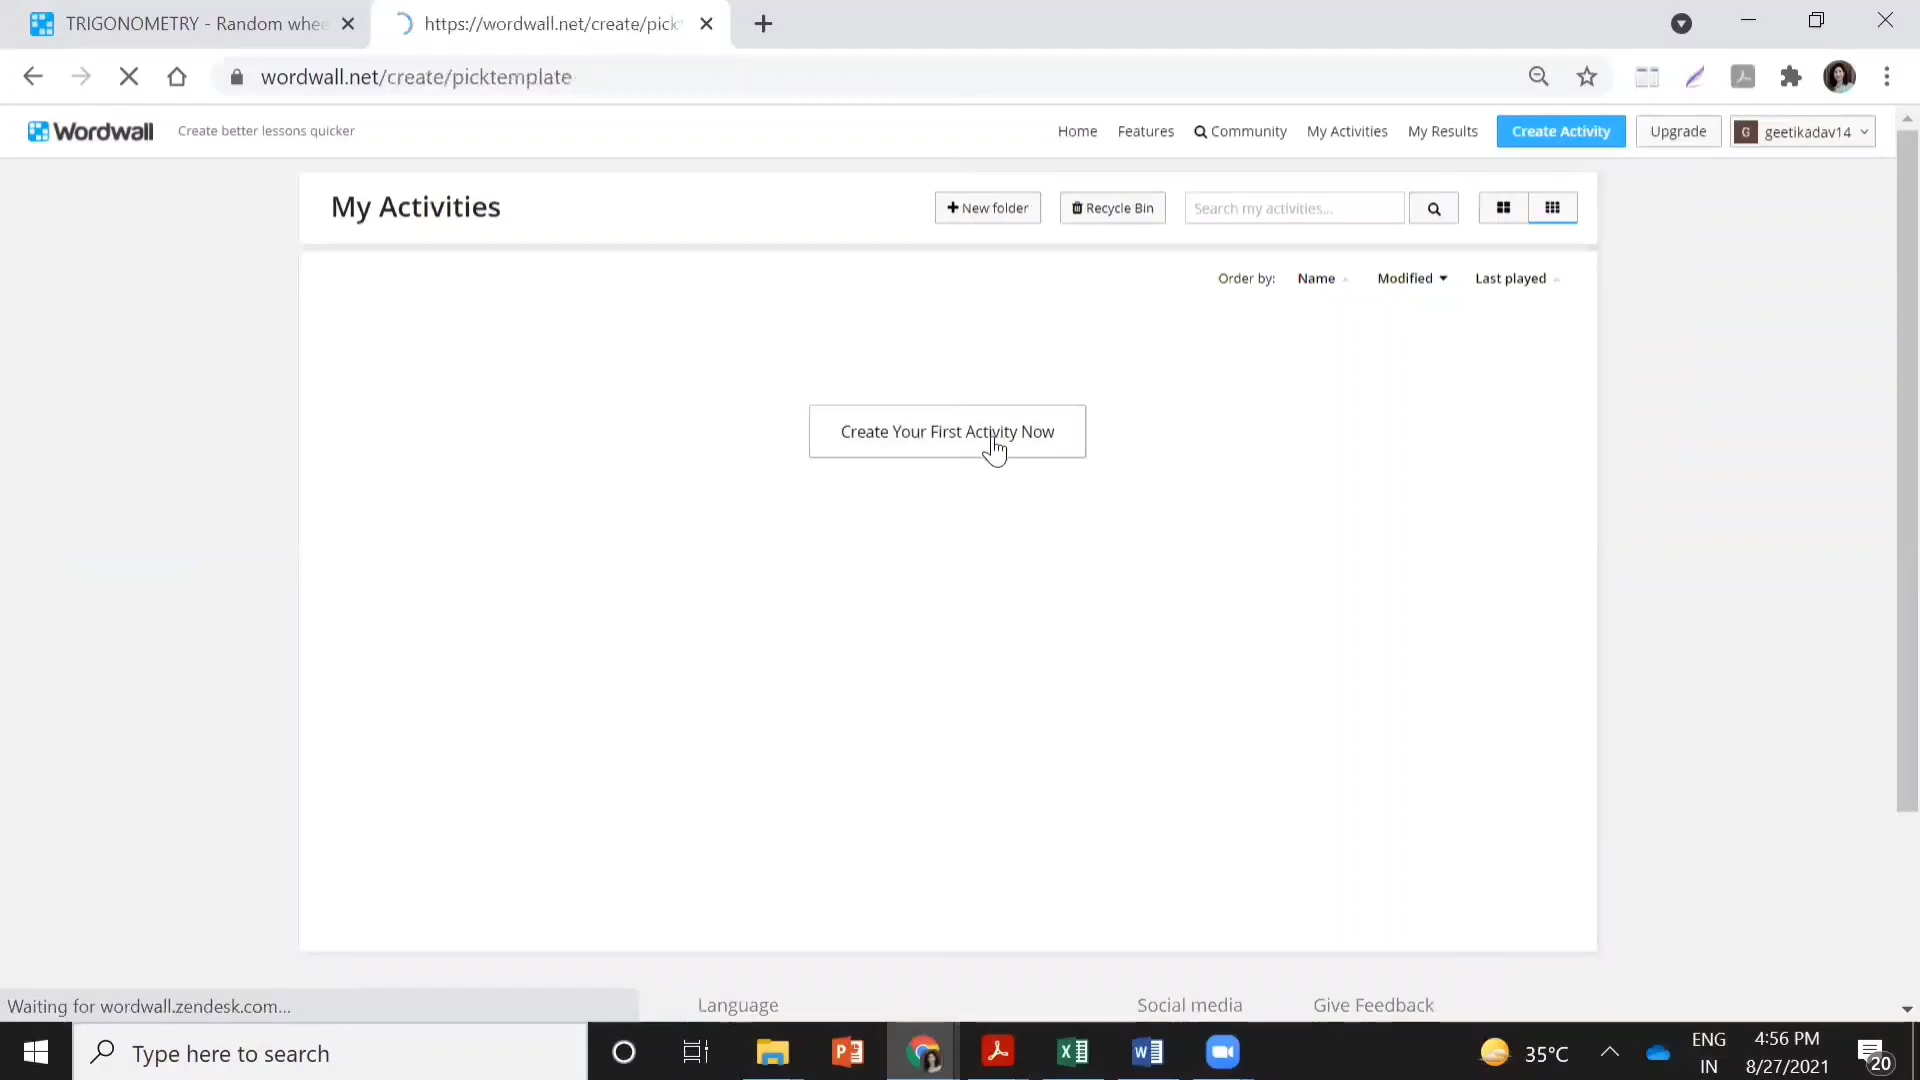 TRIGONOMETRY - Random whee
https://wordwall.net/create/pick
wordwall.net/create/picktemplate
Wordwall
Create better lessons quicker
Home
Features
Community
My Activities
My Results
Create Activity
Upgrade
G
geetikadav14
My Activities
New folder
Recycle Bin
Search my activities...
Order by:
Name
Modified
Last played
Create Your First Activity Now
Waiting for wordwall.zendesk.com...
Language
Social media
Give Feedback
Type here to search
35°C
ENG
IN
4:56 PM
8/27/2021
20